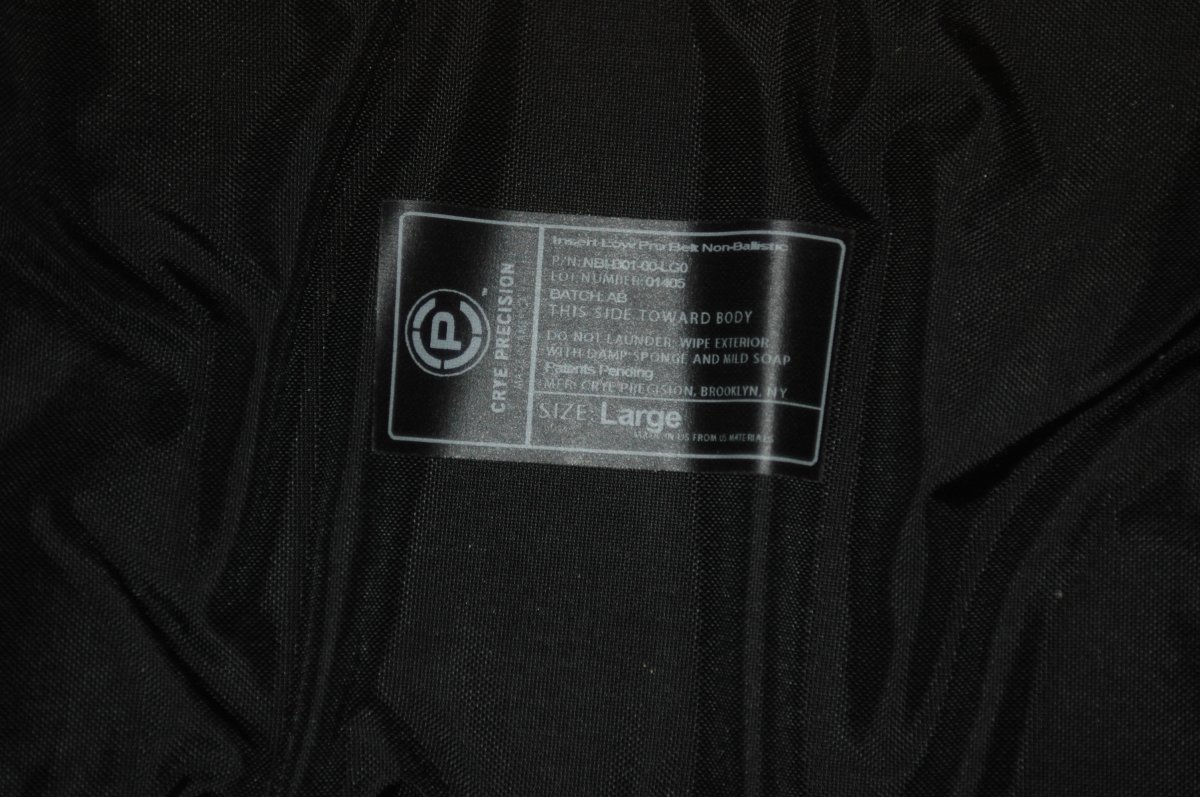 P
CRYE PRECISION
Insert Low Pro Belt Non-Ballistic
P/N: NBI-D01-00-LG0
LOT NUMBER: 01405
BATCH: AB
THIS SIDE TOWARD BODY
DO NOT LAUNDER. WIPE EXTERIOR
WITH DAMP SPONGE AND MILD SOAP
Patents Pending
MFR: CRYE PRECISION, BROOKLYN, NY
SIZE: Large
MADE IN US FROM US MATERIALS